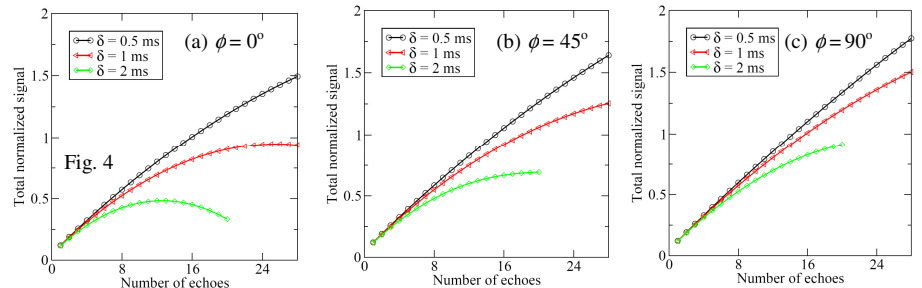 (a) ϕ = 0º
δ = 0.5 ms
δ = 1 ms
δ = 2 ms
Fig. 4
Total normalized signal
2
1.5
1
0.5
0
0 8 16 24
Number of echoes
(b) ϕ = 45º
δ = 0.5 ms
δ = 1 ms
δ = 2 ms
Total normalized signal
2
1.5
1
0.5
0
0 8 16 24
Number of echoes
(c) ϕ = 90º
δ = 0.5 ms
δ = 1 ms
δ = 2 ms
Total normalized signal
2
1.5
1
0.5
0
0 8 16 24
Number of echoes